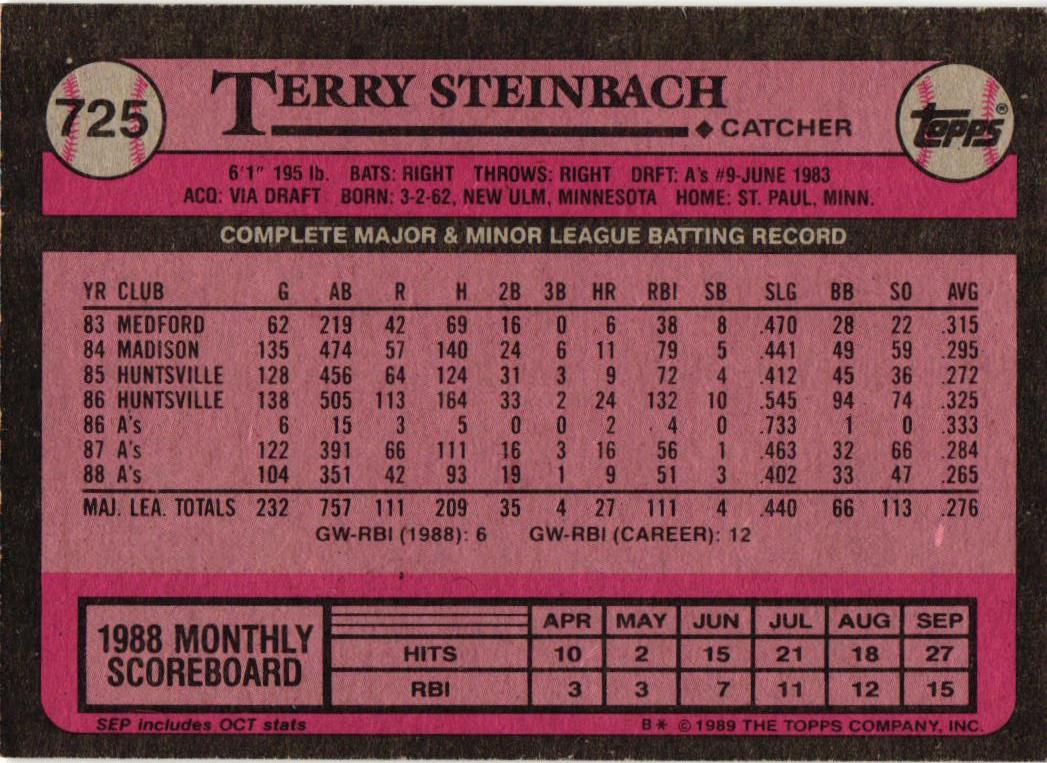 725
TERRY STEINBACH
CATCHER
Topps®
6'1" 195 lb. BATS: RIGHT THROWS: RIGHT DRFT: A's #9-JUNE 1983
ACQ: VIA DRAFT BORN: 3-2-62, NEW ULM, MINNESOTA HOME: ST. PAUL, MINN.
COMPLETE MAJOR & MINOR LEAGUE BATTING RECORD
YR CLUB G AB R H 2B 3B HR RBI SB SLG BB SO AVG
83 MEDFORD 62 219 42 69 16 0 6 38 8 .470 28 22 .315
84 MADISON 135 474 57 140 24 6 11 79 5 .441 49 59 .295
85 HUNTSVILLE 128 456 64 124 31 3 9 72 4 .412 45 36 .272
86 HUNTSVILLE 138 505 113 164 33 2 24 132 10 .545 94 74 .325
86 A's 6 15 3 5 0 0 2 4 0 .733 1 0 .333
87 A's 122 391 66 111 16 3 16 56 1 .463 32 66 .284
88 A's 104 351 42 93 19 1 9 51 3 .402 33 47 .265
MAJ. LEA. TOTALS 232 757 111 209 35 4 27 111 4 .440 66 113 .276
GW-RBI (1988): 6 GW-RBI (CAREER): 12
1988 MONTHLY
SCOREBOARD
APR MAY JUN JUL AUG SEP
HITS 10 2 15 21 18 27
RBI 3 3 7 11 12 15
SEP includes OCT stats
B* © 1989 THE TOPPS COMPANY, INC.